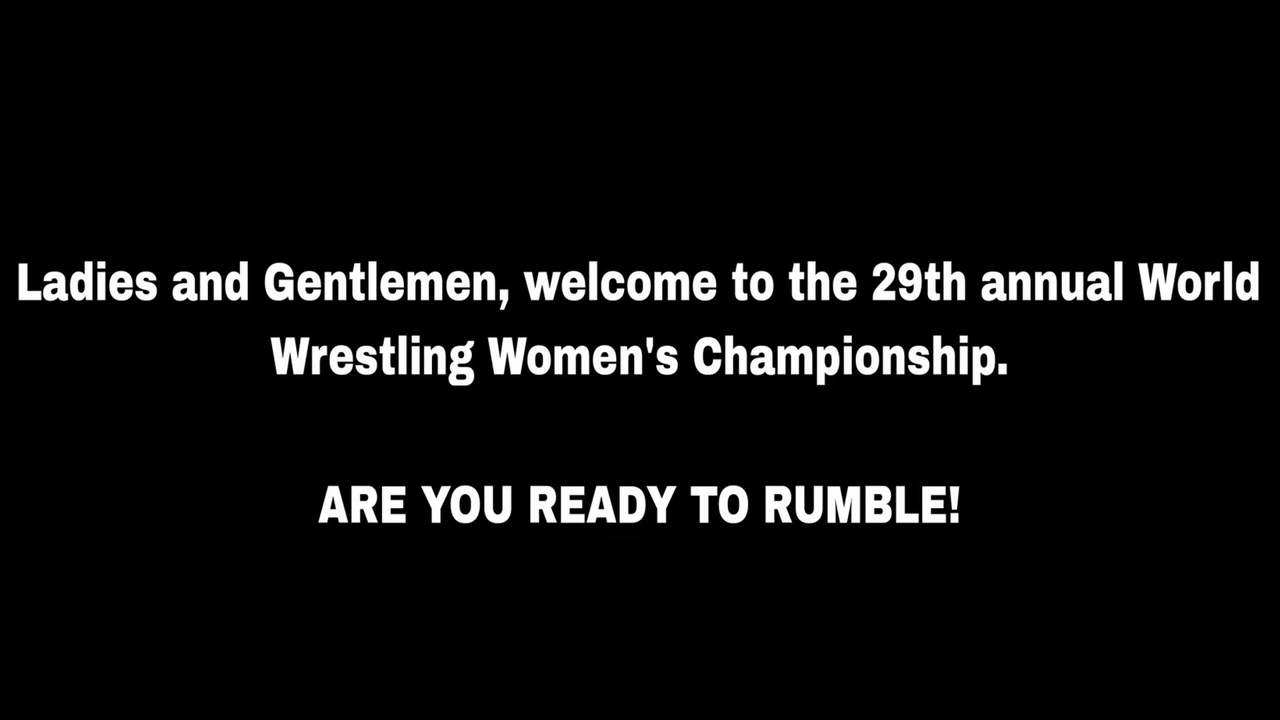 Ladies and Gentlemen, welcome to the 29th annual World
Wrestling Women's Championship.
ARE YOU READY TO RUMBLE!